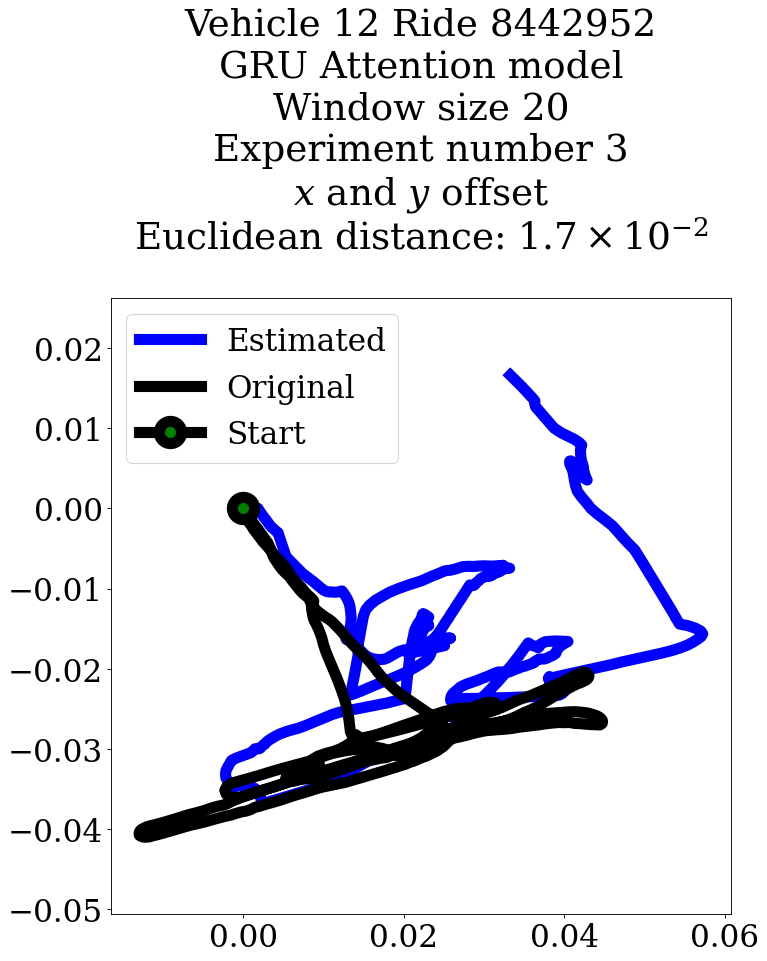 Vehicle 12 Ride 8442952
GRU Attention model
Window size 20
Experiment number 3
x and y offset
Euclidean distance: 1.7 × 10⁻²
Estimated
Original
Start
0.02
0.01
0.00
−0.01
−0.02
−0.03
−0.04
−0.05
0.00 0.02 0.04 0.06